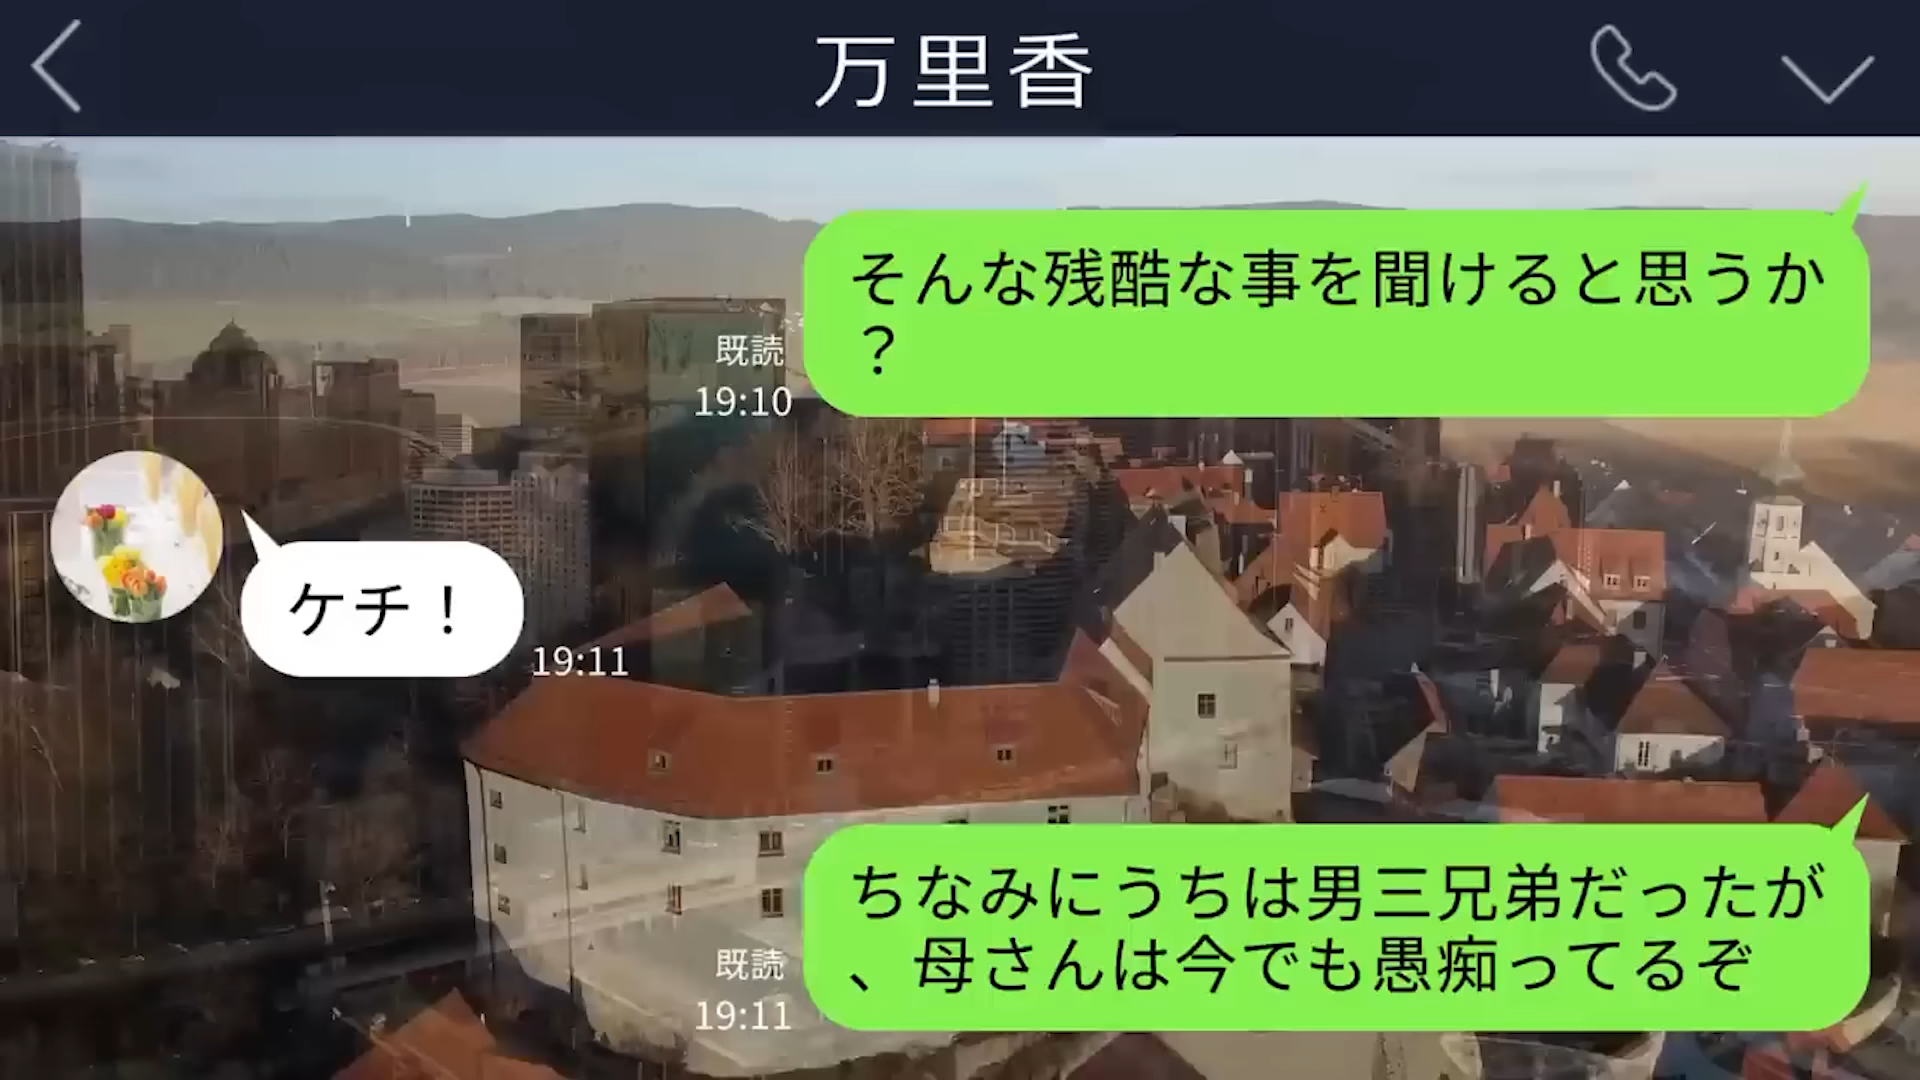 万里香
そんな残酷な事を聞けると思うか
？
既読
19:10
ケチ！
19:11
ちなみにうちは男三兄弟だったが
、母さんは今でも愚痴ってるぞ
既読
19:11